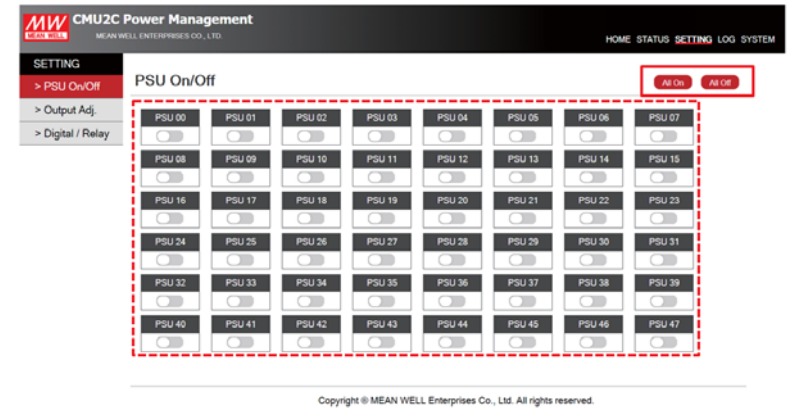 MW
MEAN WELL
CMU2C Power Management
MEAN WELL ENTERPRISES CO., LTD.
HOME STATUS SETTING LOG SYSTEM
SETTING
> PSU On/Off
> Output Adj.
> Digital / Relay
PSU On/Off
All On All Off
PSU 00 PSU 01 PSU 02 PSU 03 PSU 04 PSU 05 PSU 06 PSU 07
PSU 08 PSU 09 PSU 10 PSU 11 PSU 12 PSU 13 PSU 14 PSU 15
PSU 16 PSU 17 PSU 18 PSU 19 PSU 20 PSU 21 PSU 22 PSU 23
PSU 24 PSU 25 PSU 26 PSU 27 PSU 28 PSU 29 PSU 30 PSU 31
PSU 32 PSU 33 PSU 34 PSU 35 PSU 36 PSU 37 PSU 38 PSU 39
PSU 40 PSU 41 PSU 42 PSU 43 PSU 44 PSU 45 PSU 46 PSU 47
Copyright © MEAN WELL Enterprises Co., Ltd. All rights reserved.